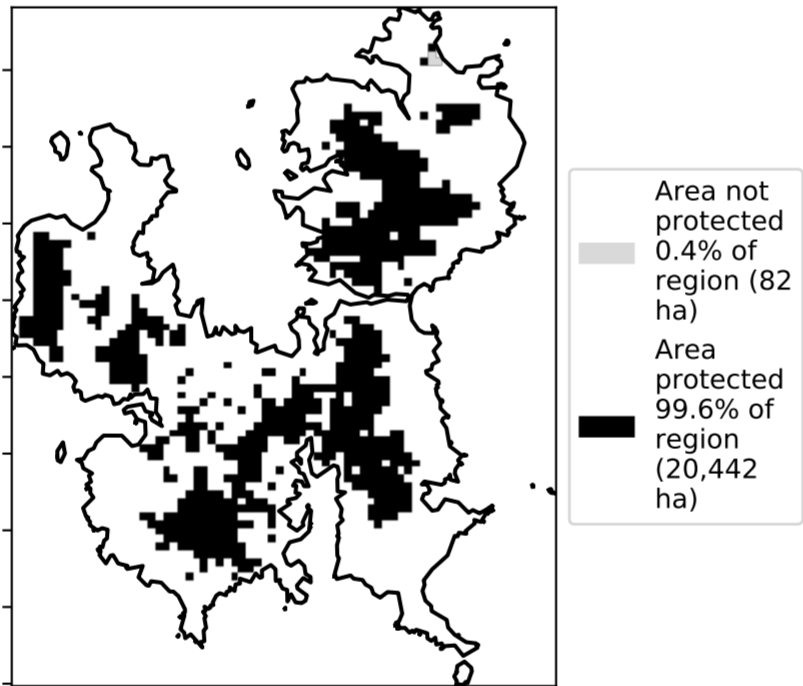 Area not
protected
0.4% of
region (82
ha)
Area
protected
99.6% of
region
(20,442
ha)